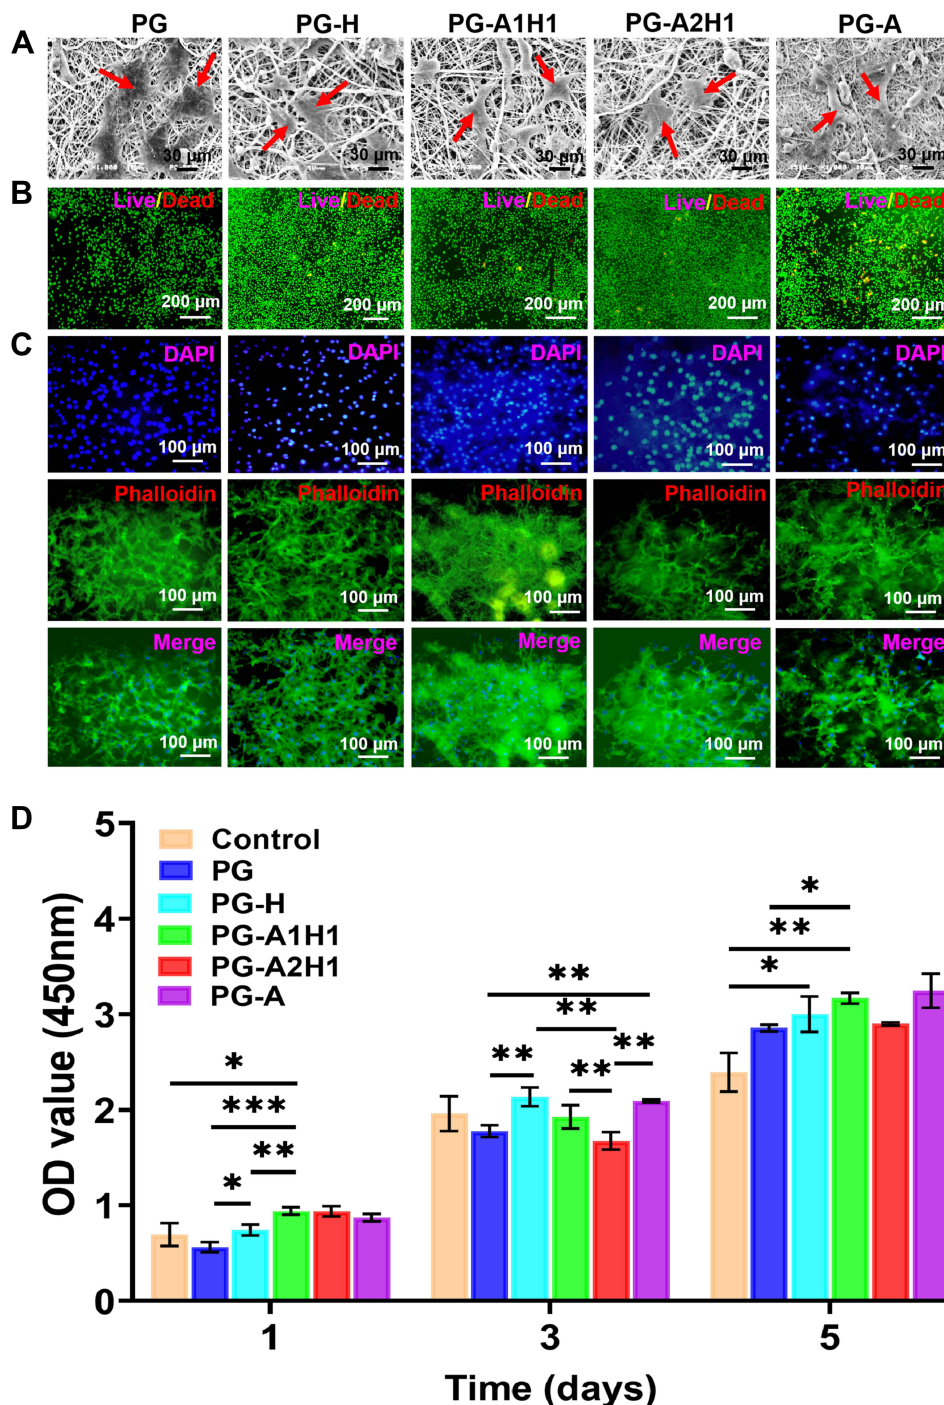 PG PG-H PG-A1H1 PG-A2H1 PG-A
A
30 µm 30 µm 30 µm 30 µm 30 µm
B
Live/Dead Live/Dead Live/Dead Live/Dead Live/Dead
200 µm 200 µm 200 µm 200 µm 200 µm
C
DAPI DAPI DAPI DAPI DAPI
100 µm 100 µm 100 µm 100 µm 100 µm
Phalloidin Phalloidin Phalloidin Phalloidin Phalloidin
100 µm 100 µm 100 µm 100 µm 100 µm
Merge Merge Merge Merge Merge
100 µm 100 µm 100 µm 100 µm 100 µm
D
OD value (450nm)
5
4
3
2
1
0
Control
PG
PG-H
PG-A1H1
PG-A2H1
PG-A
* *** ** *
** ** ** ** **
* ** *
1 3 5
Time (days)